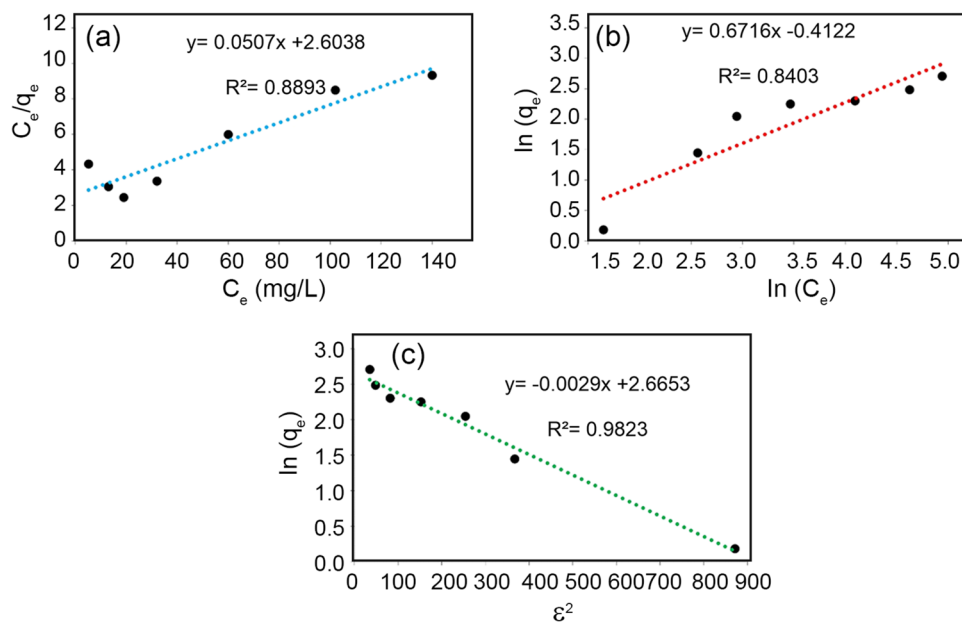 (a)
y= 0.0507x +2.6038
R²= 0.8893
Cₑ/qₑ
12
10
8
6
4
2
0
0 20 40 60 80 100 120 140
Cₑ (mg/L)
(b)
y= 0.6716x -0.4122
R²= 0.8403
ln (qₑ)
3.5
3.0
2.5
2.0
1.5
1.0
0.5
0.0
1.5 2.0 2.5 3.0 3.5 4.0 4.5 5.0
ln (Cₑ)
(c)
y= -0.0029x +2.6653
R²= 0.9823
ln (qₑ)
3.0
2.5
2.0
1.5
1.0
0.5
0.0
0 100 200 300 400 500 600700 800 900
ε²